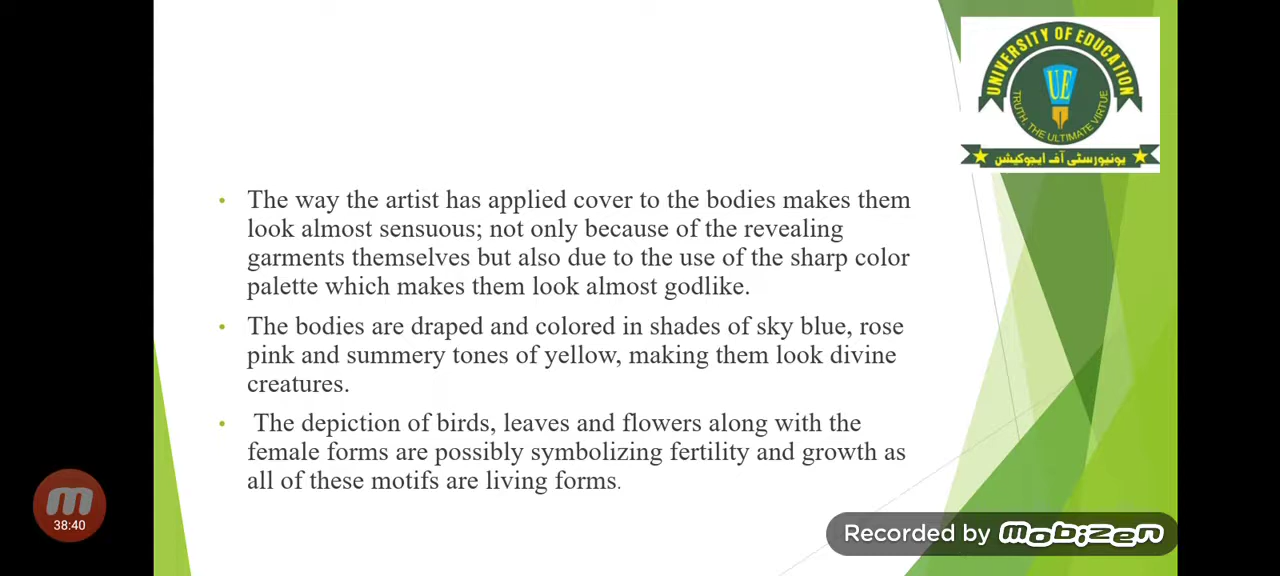 UNIVERSITY OF EDUCATION
UE
TRUTH, THE ULTIMATE VIRTUE
یونیورسٹی آف ایجوکیشن
• The way the artist has applied cover to the bodies makes them
look almost sensuous; not only because of the revealing
garments themselves but also due to the use of the sharp color
palette which makes them look almost godlike.
• The bodies are draped and colored in shades of sky blue, rose
pink and summery tones of yellow, making them look divine
creatures.
• The depiction of birds, leaves and flowers along with the
female forms are possibly symbolizing fertility and growth as
all of these motifs are living forms.
m
38:40
Recorded by mobizen